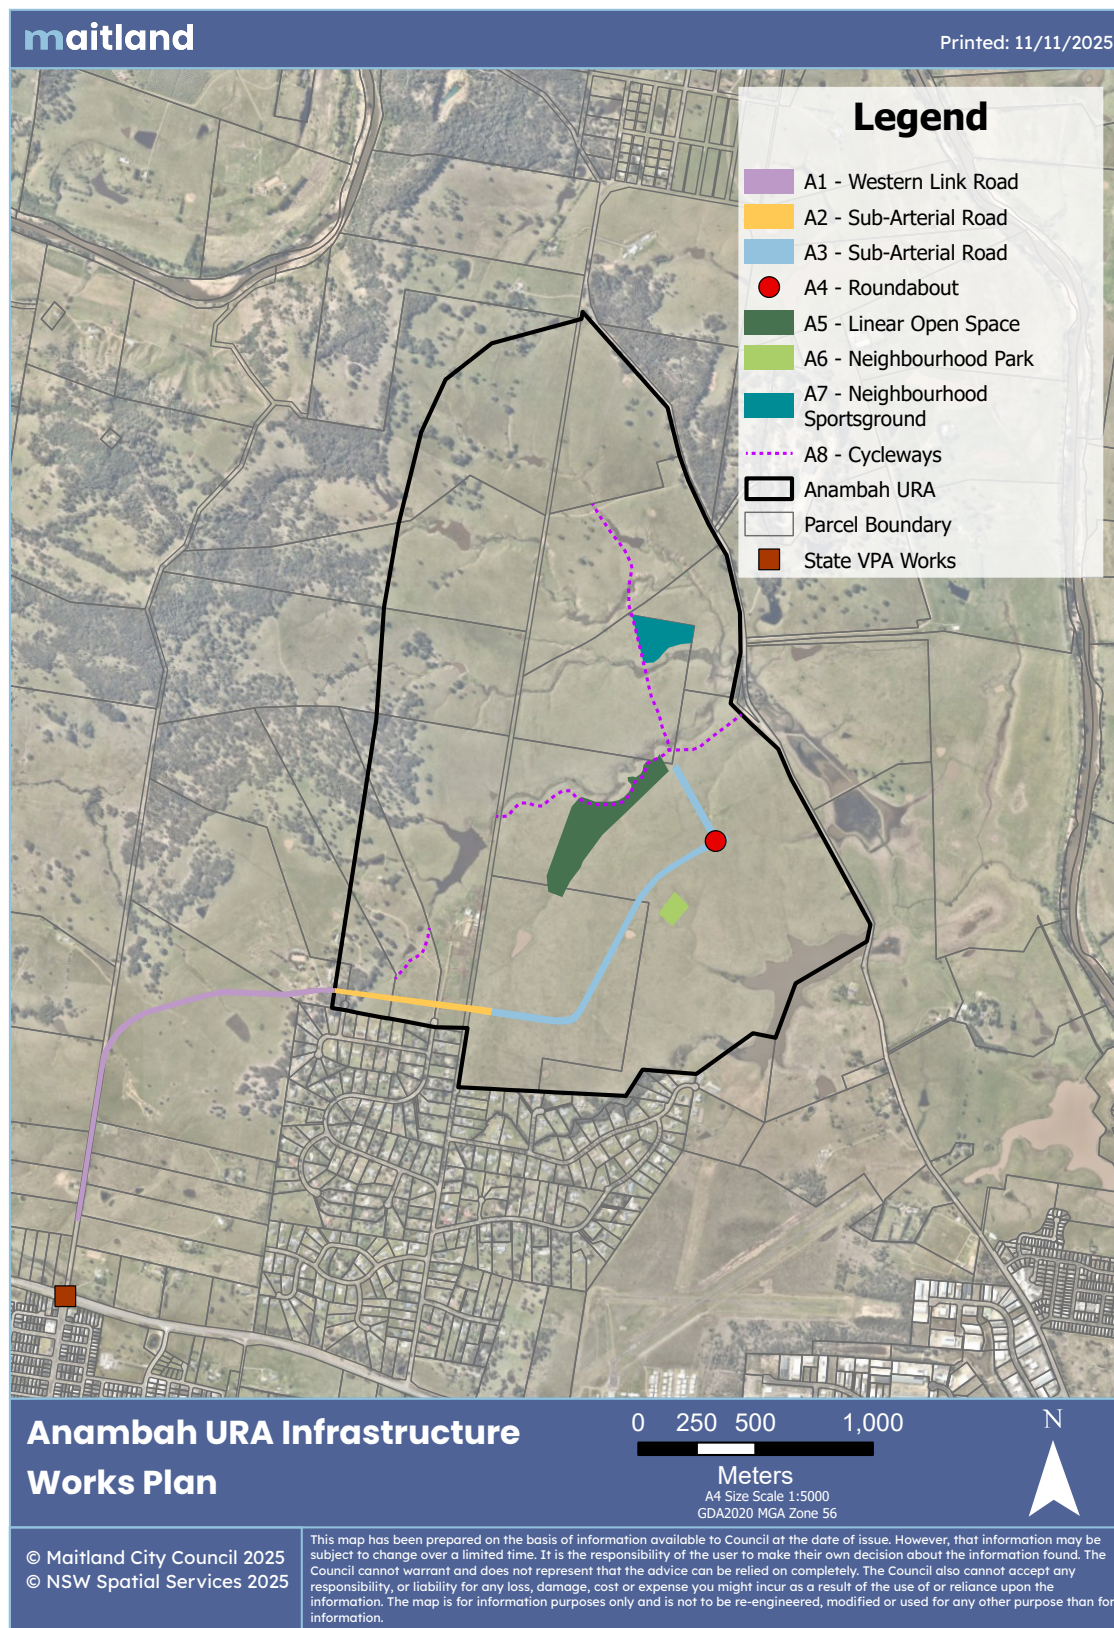 maitland
Printed: 11/11/2025
Legend
A1 - Western Link Road
A2 - Sub-Arterial Road
A3 - Sub-Arterial Road
A4 - Roundabout
A5 - Linear Open Space
A6 - Neighbourhood Park
A7 - Neighbourhood
Sportsground
A8 - Cycleways
Anambah URA
Parcel Boundary
State VPA Works
Anambah URA Infrastructure
Works Plan
0 250 500 1,000
Meters
A4 Size Scale 1:5000
GDA2020 MGA Zone 56
N
© Maitland City Council 2025
© NSW Spatial Services 2025
This map has been prepared on the basis of information available to Council at the date of issue. However, that information may be
subject to change over a limited time. It is the responsibility of the user to make their own decision about the information found. The
Council cannot warrant and does not represent that the advice can be relied on completely. The Council also cannot accept any
responsibility, or liability for any loss, damage, cost or expense you might incur as a result of the use of or reliance upon the
information. The map is for information purposes only and is not to be re-engineered, modified or used for any other purpose than for
information.